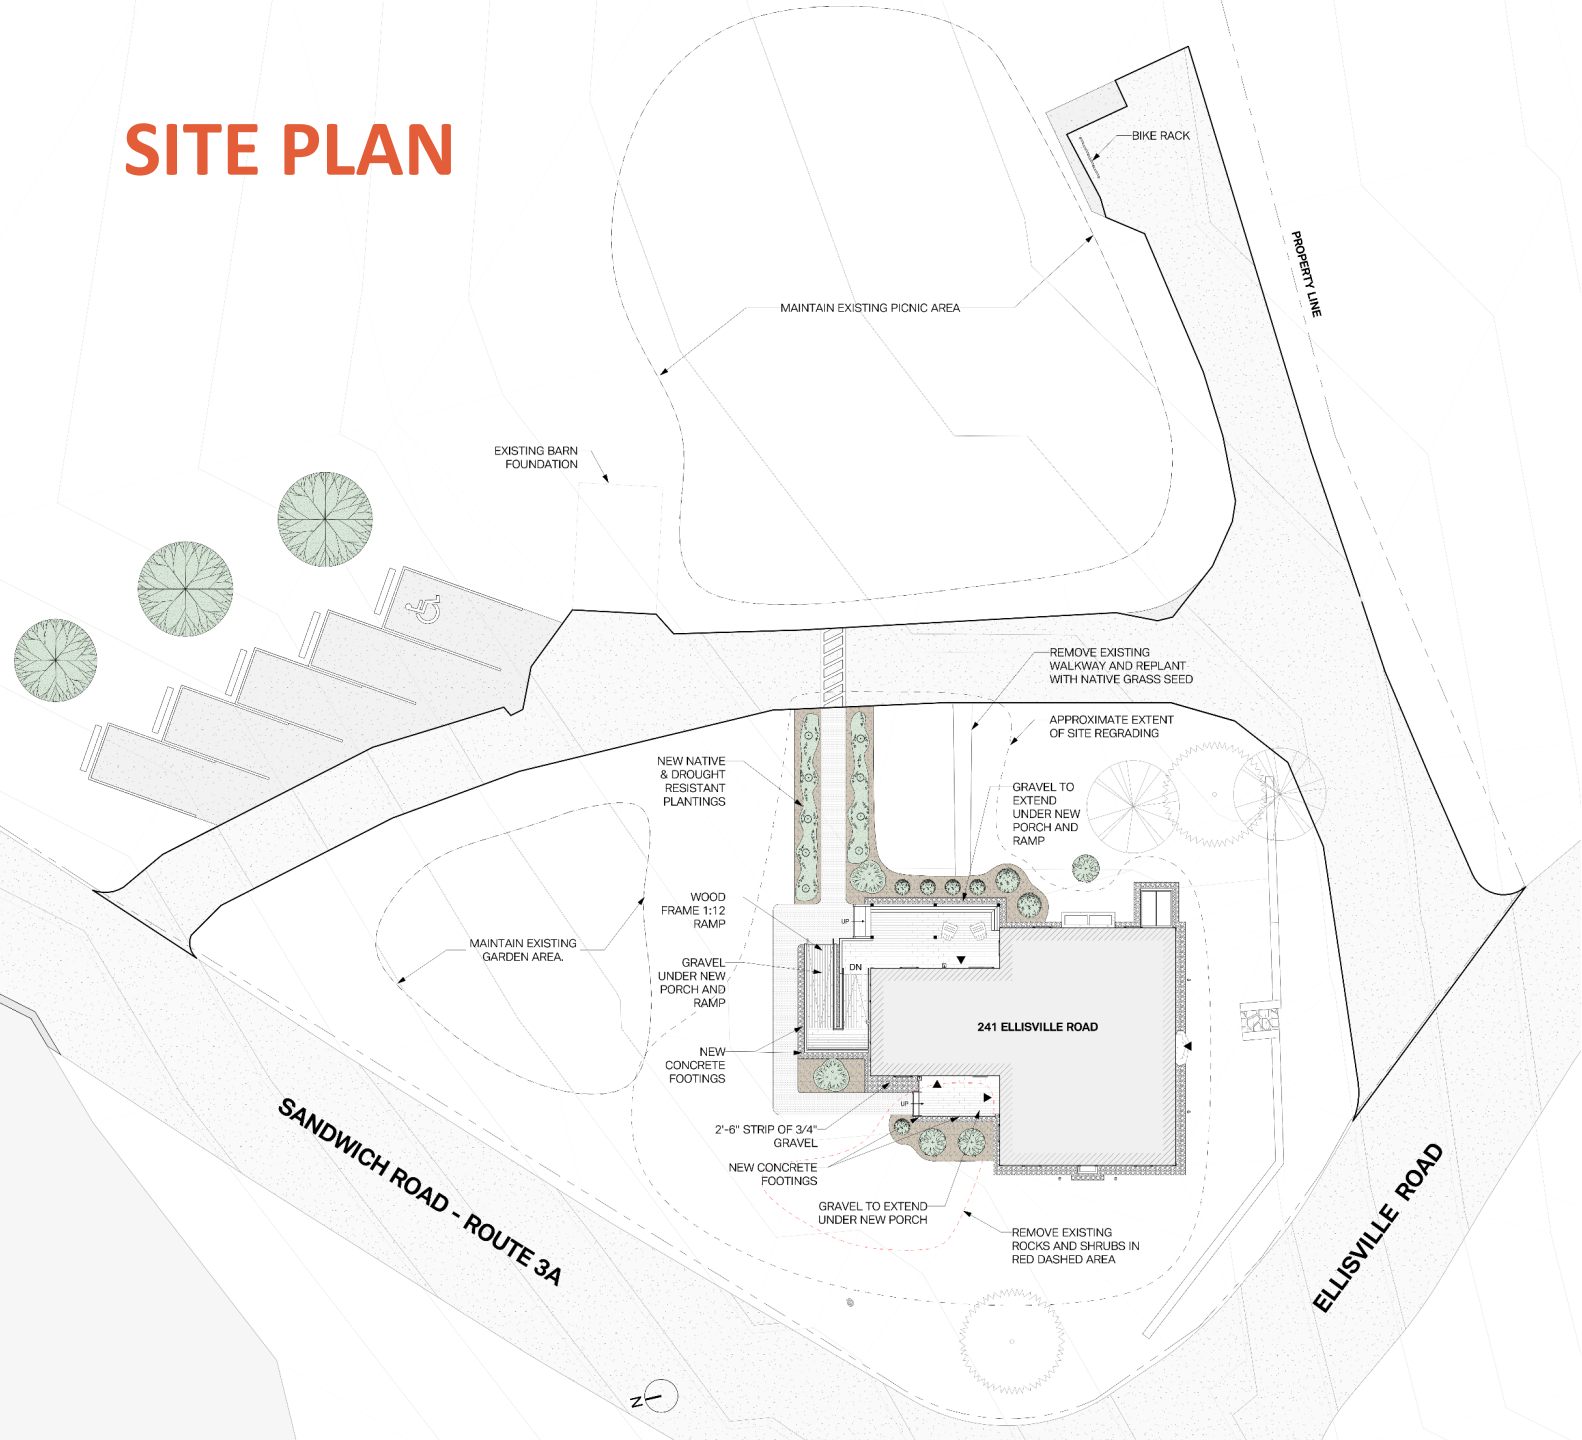 SITE PLAN
BIKE RACK
PROPERTY LINE
MAINTAIN EXISTING PICNIC AREA
EXISTING BARN
FOUNDATION
REMOVE EXISTING
WALKWAY AND REPLANT
WITH NATIVE GRASS SEED
APPROXIMATE EXTENT
OF SITE REGRADING
NEW NATIVE
& DROUGHT
RESISTANT
PLANTINGS
GRAVEL TO
EXTEND
UNDER NEW
PORCH AND
RAMP
WOOD
FRAME 1:12
RAMP
UP
MAINTAIN EXISTING
GARDEN AREA.
GRAVEL
UNDER NEW
PORCH AND
RAMP
DN
241 ELLISVILLE ROAD
NEW
CONCRETE
FOOTINGS
UP
2'-6" STRIP OF 3/4"
GRAVEL
NEW CONCRETE
FOOTINGS
GRAVEL TO EXTEND
UNDER NEW PORCH
REMOVE EXISTING
ROCKS AND SHRUBS IN
RED DASHED AREA
SANDWICH ROAD - ROUTE 3A
ELLISVILLE ROAD
N